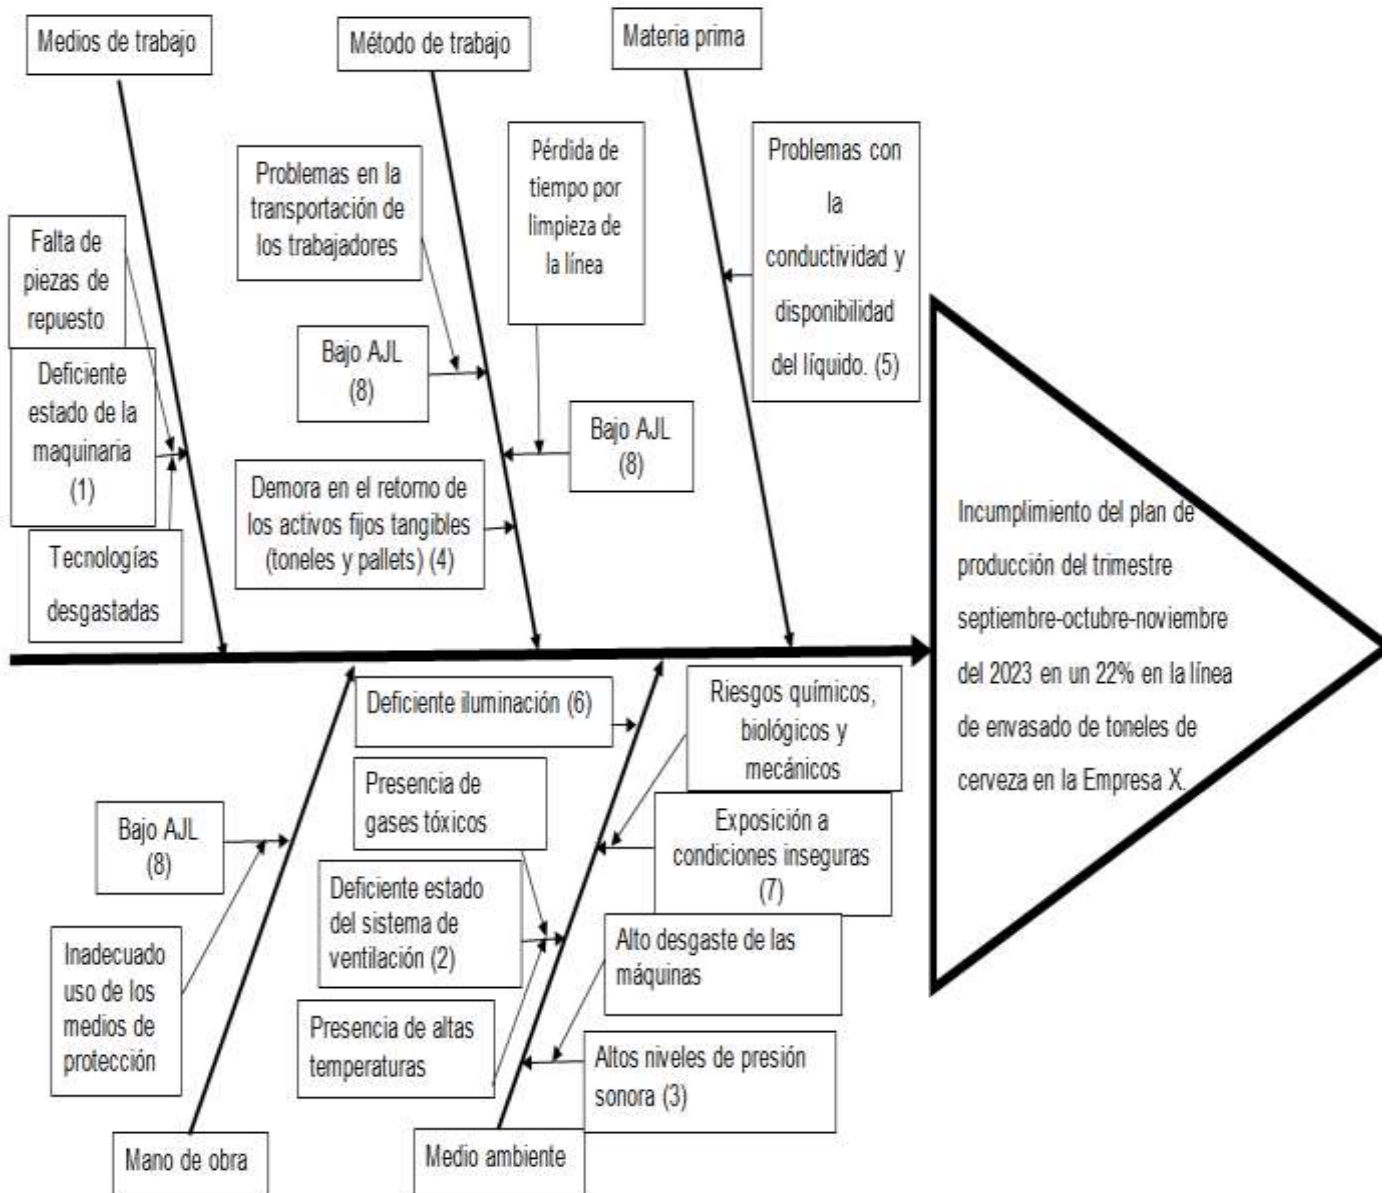 Medios de trabajo
Método de trabajo
Materia prima
Falta de
piezas de
repuesto
Deficiente
estado de la
maquinaria
(1)
Tecnologías
desgastadas
Problemas en la
transportación de
los trabajadores
Bajo AJL
(8)
Demora en el retorno de
los activos fijos tangibles
(toneles y pallets) (4)
Pérdida de
tiempo por
limpieza de
la línea
Bajo AJL
(8)
Problemas con
la
conductividad y
disponibilidad
del líquido. (5)
Incumplimiento del plan de
producción del trimestre
septiembre-octubre-noviembre
del 2023 en un 22% en la línea
de envasado de toneles de
cerveza en la Empresa X.
Bajo AJL
(8)
Inadecuado
uso de los
medios de
protección
Mano de obra
Deficiente iluminación (6)
Presencia de
gases tóxicos
Deficiente estado
del sistema de
ventilación (2)
Presencia de altas
temperaturas
Riesgos químicos,
biológicos y
mecánicos
Exposición a
condiciones inseguras
(7)
Alto desgaste de las
máquinas
Altos niveles de presión
sonora (3)
Medio ambiente